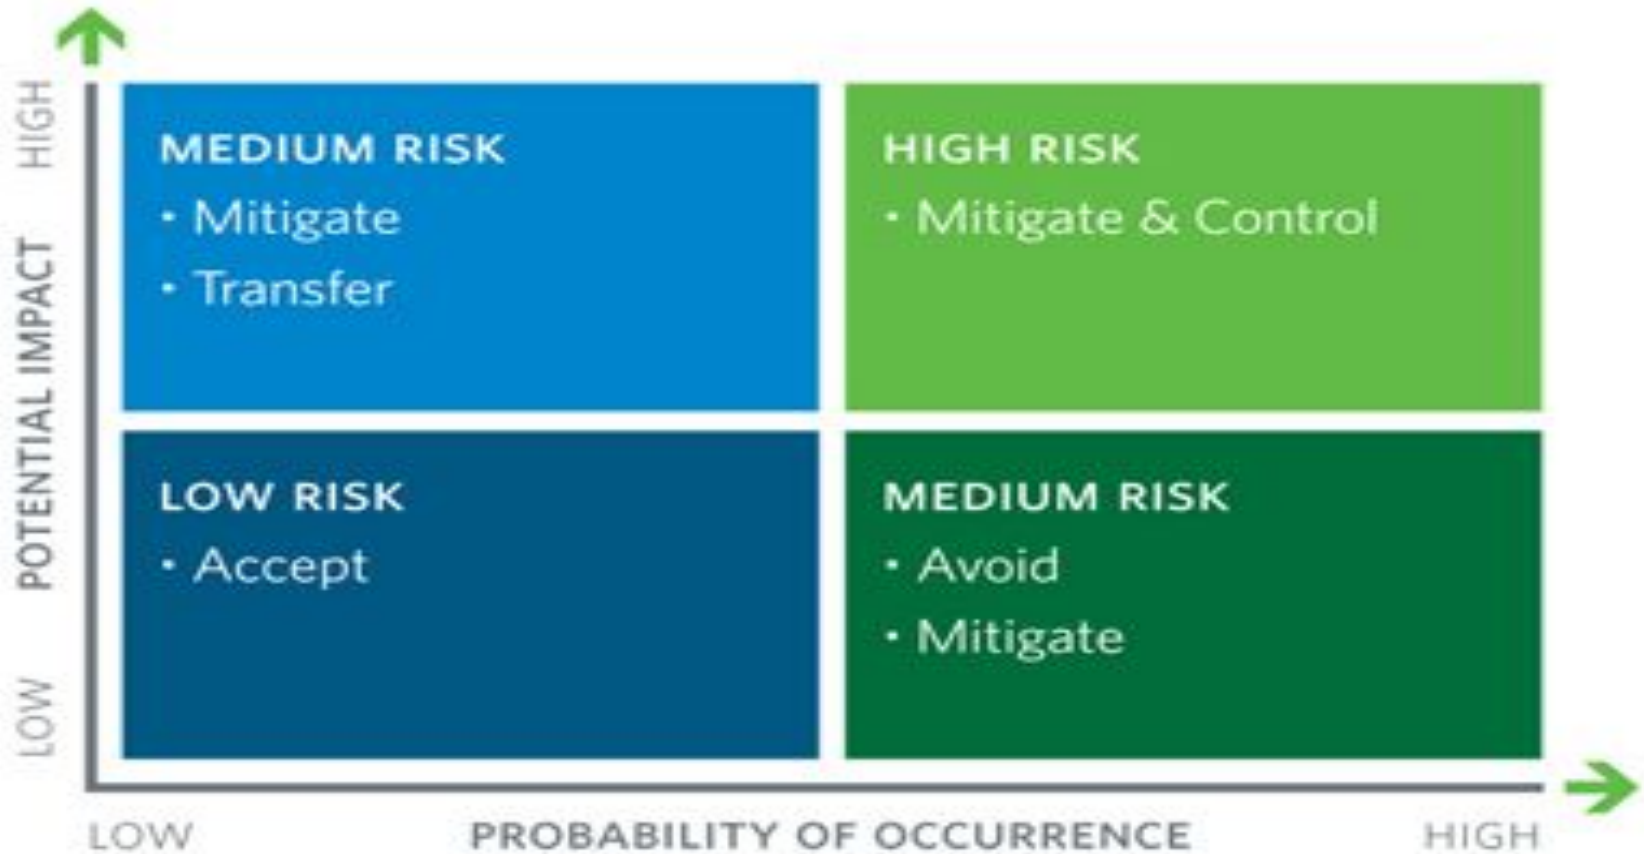 HIGH
POTENTIAL IMPACT
LOW
MEDIUM RISK
• Mitigate
• Transfer
HIGH RISK
• Mitigate & Control
LOW RISK
• Accept
MEDIUM RISK
• Avoid
• Mitigate
LOW
PROBABILITY OF OCCURRENCE
HIGH